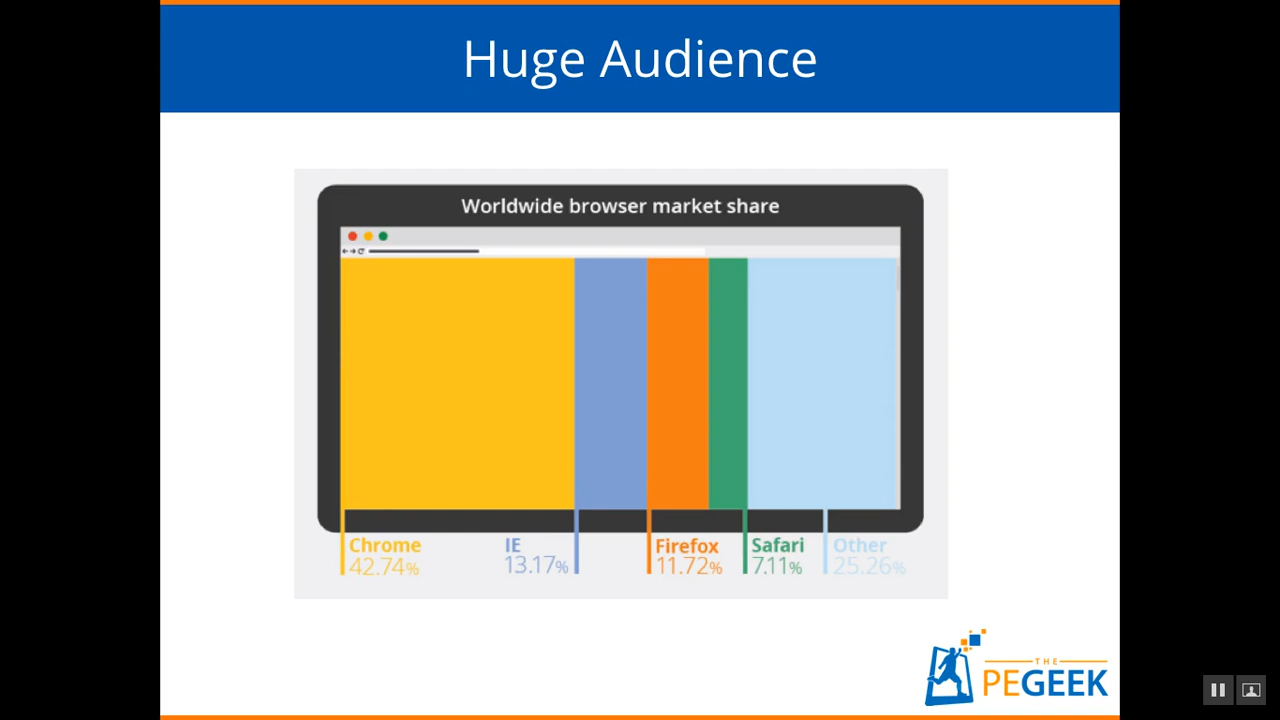 Huge Audience
Worldwide browser market share
Chrome
42.74%
IE
13.17%
Firefox
11.72%
Safari
7.11%
Other
25.26%
THE
PEGEEK